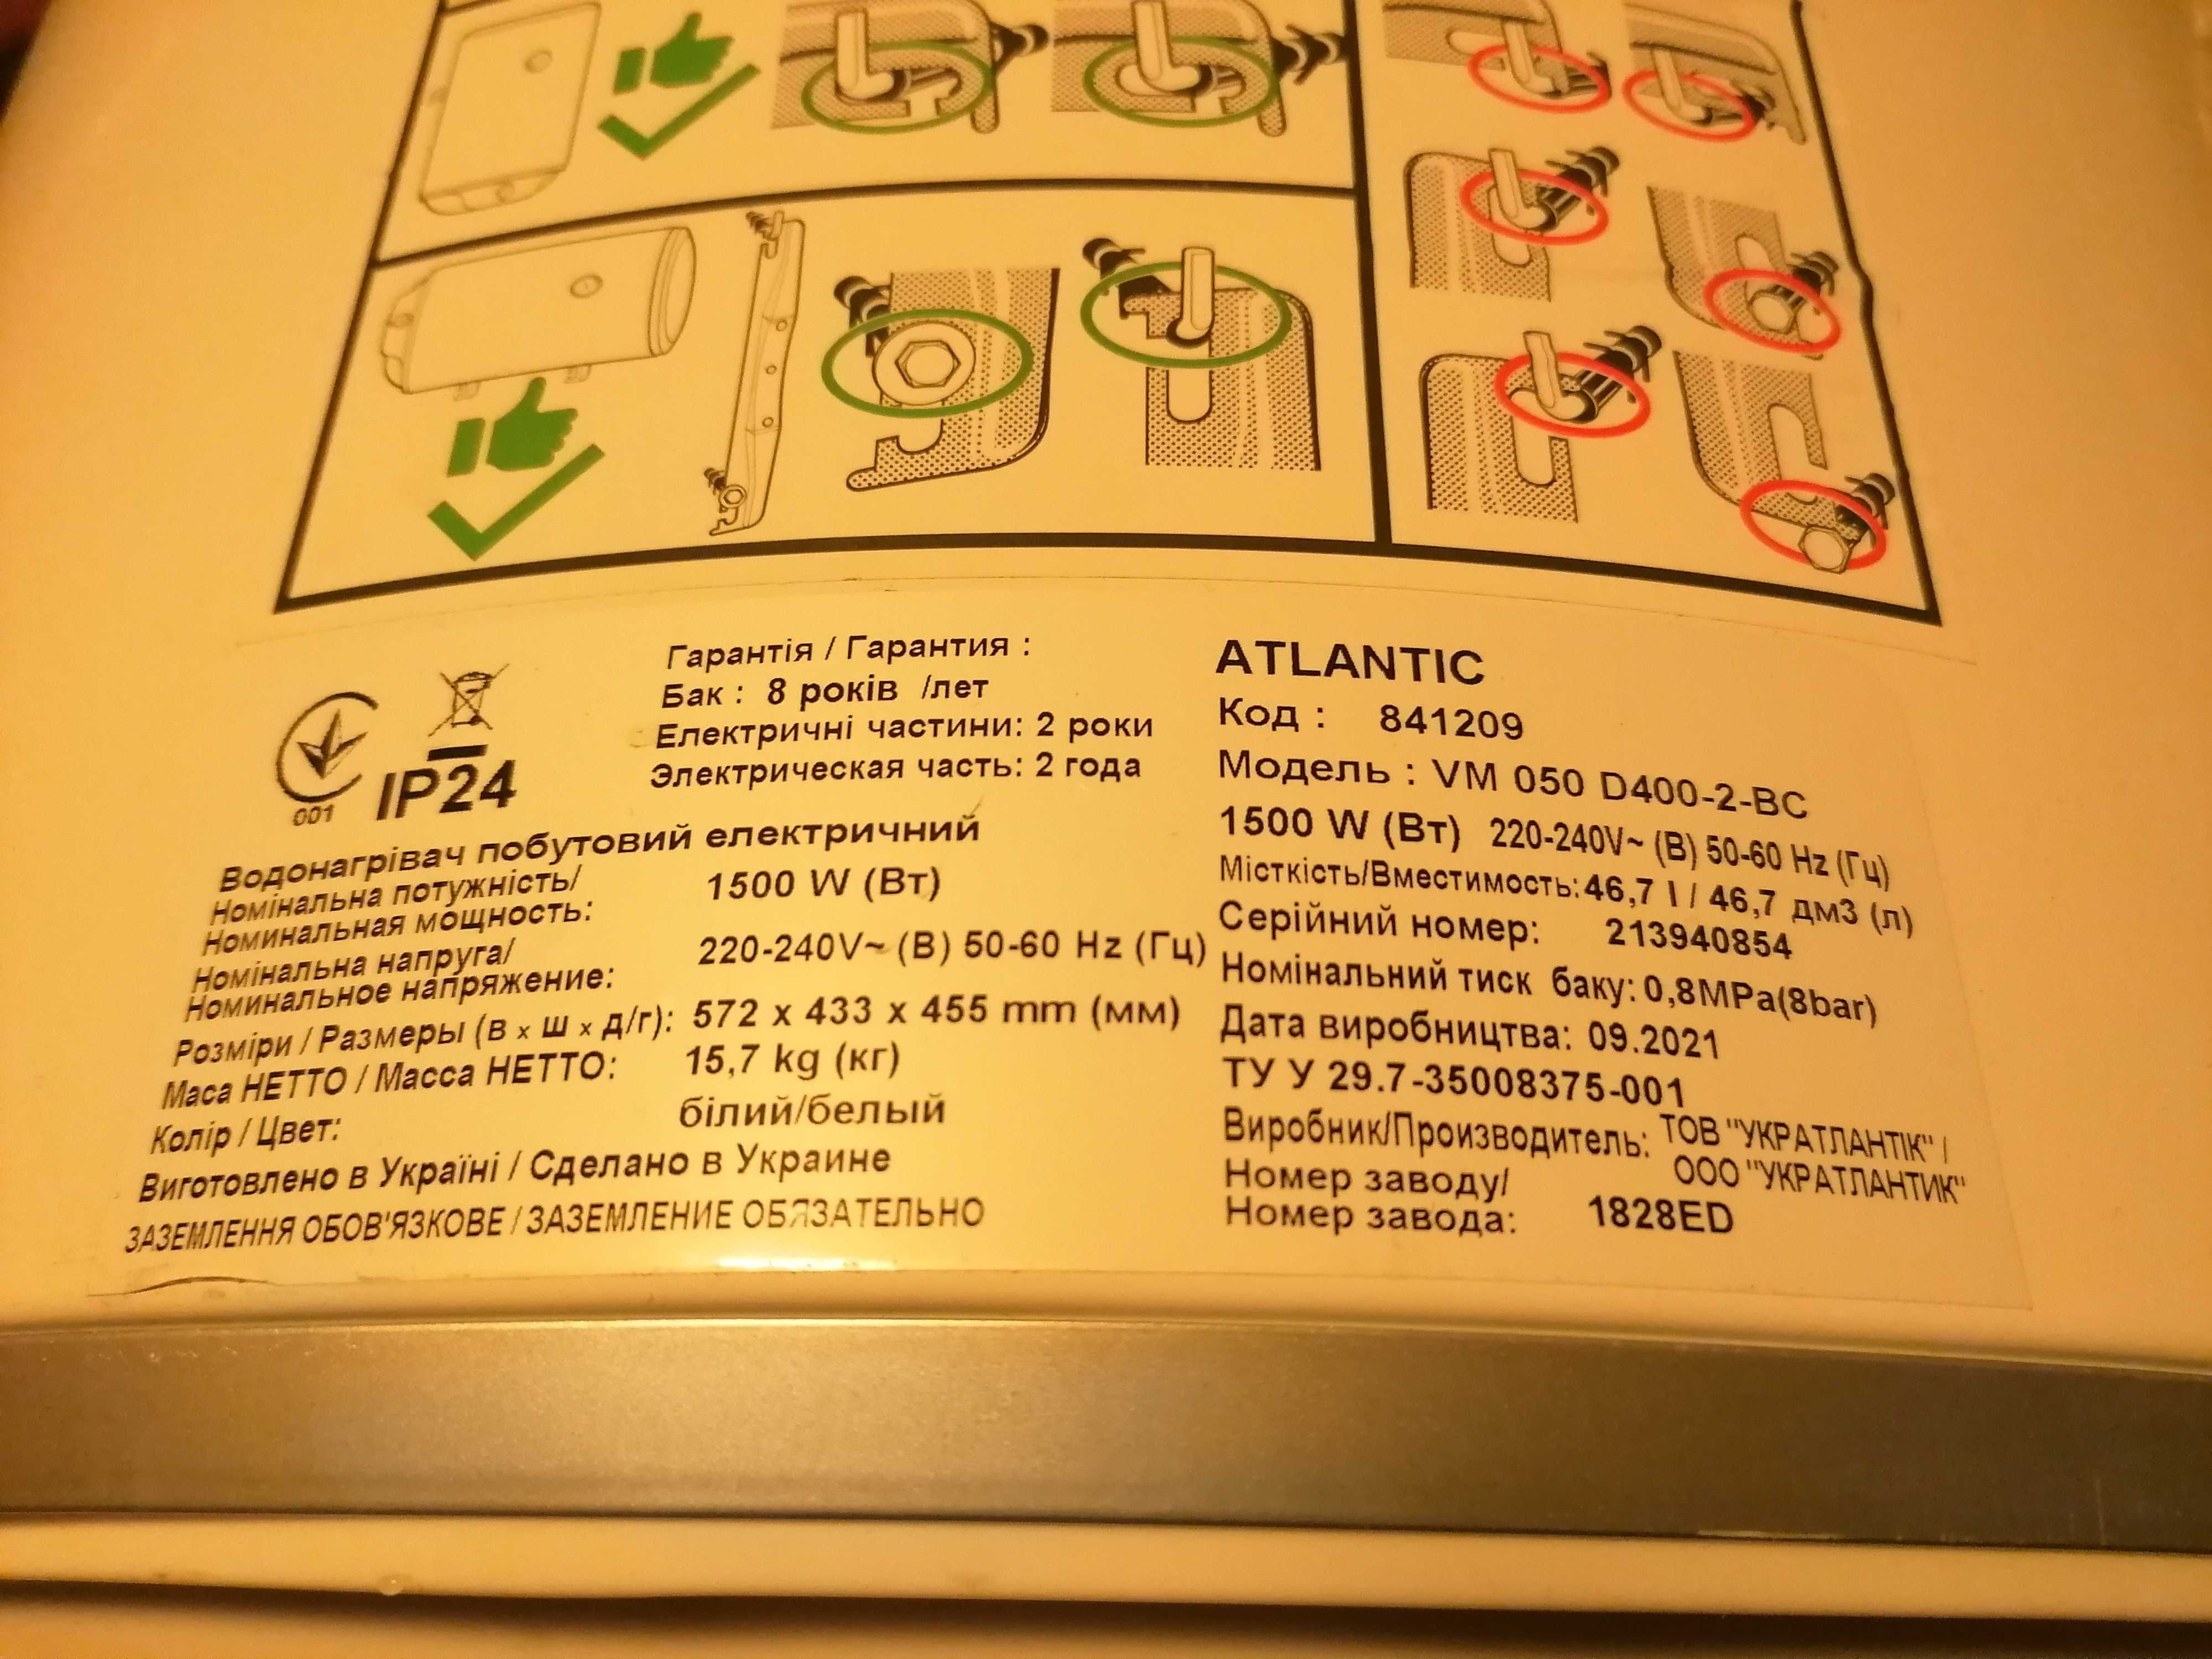 Гарантія / Гарантия :
Бак : 8 років /лет
Електричні частини: 2 роки
Электрическая часть: 2 года
001
IP24
Водонагрівач побутовий електричний
Номінальна потужність/
Номинальная мощность: 1500 W (Вт)
Номінальна напруга/
Номинальное напряжение: 220-240V~ (В) 50-60 Hz (Гц)
Розміри / Размеры (в x ш x д/г): 572 x 433 x 455 mm (мм)
Маса НЕТТО / Масса НЕТТО: 15,7 kg (кг)
Колір / Цвет: білий/белый
Виготовлено в Україні / Сделано в Украине
ЗАЗЕМЛЕННЯ ОБОВ'ЯЗКОВЕ / ЗАЗЕМЛЕНИЕ ОБЯЗАТЕЛЬНО
ATLANTIC
Код : 841209
Модель : VM 050 D400-2-BC
1500 W (Вт) 220-240V~ (В) 50-60 Hz (Гц)
Місткість/Вместимость: 46,7 l / 46,7 дм3 (л)
Серійний номер: 213940854
Номінальний тиск баку: 0,8MPa(8bar)
Дата виробництва: 09.2021
ТУ У 29.7-35008375-001
Виробник/Производитель: ТОВ "УКРАТЛАНТІК" /
ООО "УКРАТЛАНТИК"
Номер заводу/
Номер завода: 1828ED